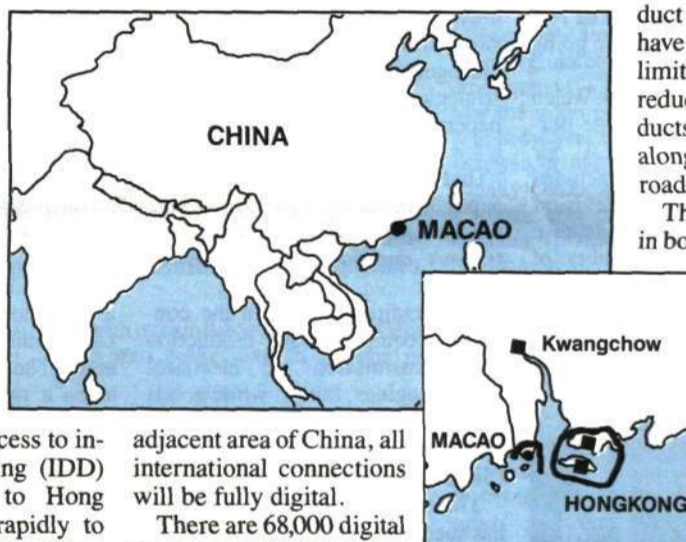 CHINA
MACAO
Kwangchow
MACAO
HONGKONG
cess to in-
ing (IDD)
to Hong
rapidly to
adjacent area of China, all
international connections
will be fully digital.
There are 68,000 digital
duct
have
limit
redu
ducts
along
road
Th
in bo